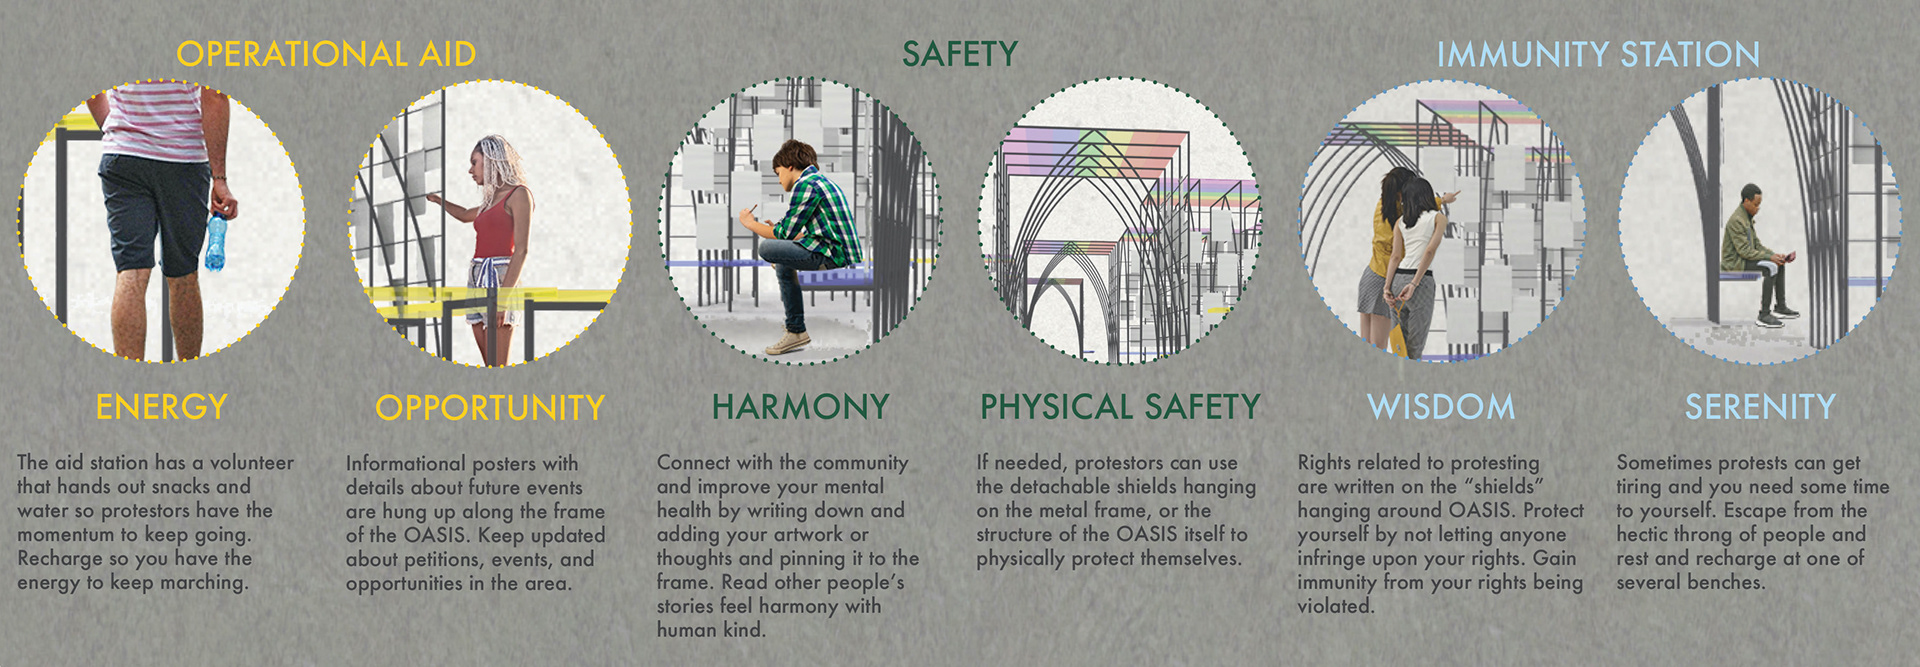 OPERATIONAL AID
SAFETY
IMMUNITY STATION
ENERGY
The aid station has a volunteer
that hands out snacks and
water so protestors have the
momentum to keep going.
Recharge so you have the
energy to keep marching.
OPPORTUNITY
Informational posters with
details about future events
are hung up along the frame
of the OASIS. Keep updated
about petitions, events, and
opportunities in the area.
HARMONY
Connect with the community
and improve your mental
health by writing down and
adding your artwork or
thoughts and pinning it to the
frame. Read other people's
stories feel harmony with
human kind.
PHYSICAL SAFETY
If needed, protestors can use
the detachable shields hanging
on the metal frame, or the
structure of the OASIS itself to
physically protect themselves.
WISDOM
Rights related to protesting
are written on the “shields”
hanging around OASIS. Protect
yourself by not letting anyone
infringe upon your rights. Gain
immunity from your rights being
violated.
SERENITY
Sometimes protests can get
tiring and you need some time
to yourself. Escape from the
hectic throng of people and
rest and recharge at one of
several benches.